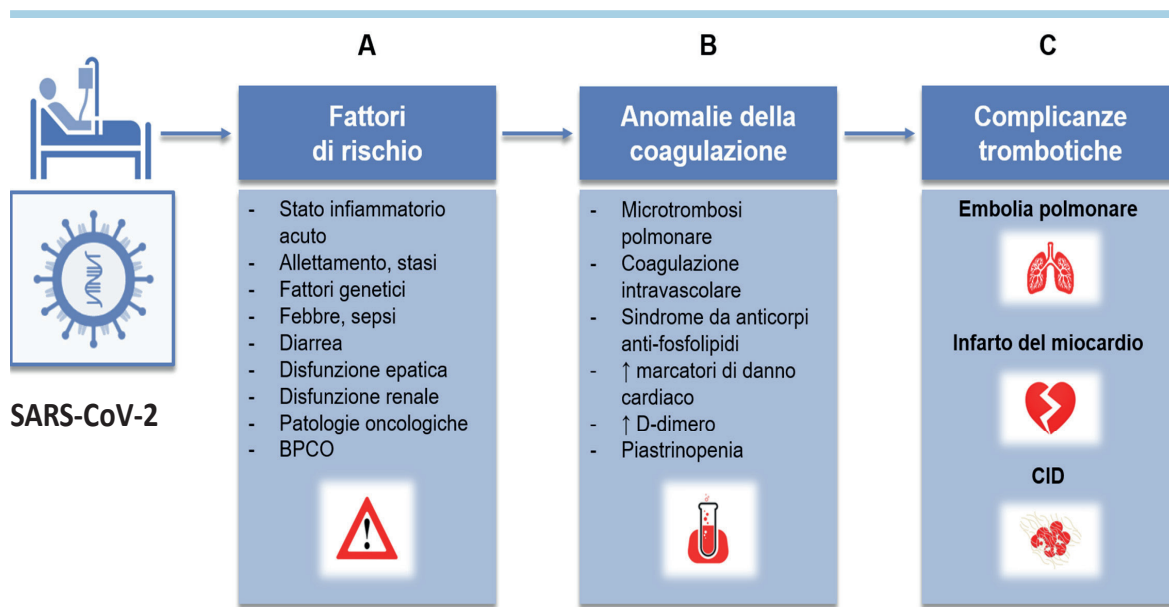 A
B
C
Fattori
di rischio
Anomalie della
coagulazione
Complicanze
trombotiche
SARS-CoV-2
- Stato infiammatorio
acuto
- Allettamento, stasi
- Fattori genetici
- Febbre, sepsi
- Diarrea
- Disfunzione epatica
- Disfunzione renale
- Patologie oncologiche
- BPCO
- Microtrombosi
polmonare
- Coagulazione
intravascolare
- Sindrome da anticorpi
anti-fosfolipidi
- ↑ marcatori di danno
cardiaco
- ↑ D-dimero
- Piastrinopenia
Embolia polmonare
Infarto del miocardio
CID